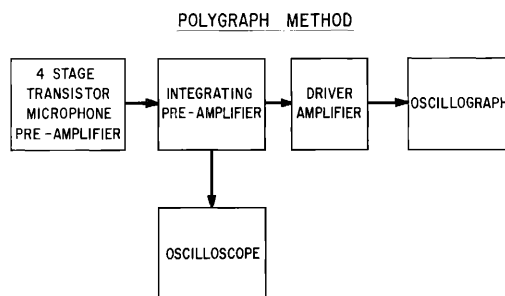 POLYGRAPH METHOD
4 STAGE
TRANSISTOR
MICROPHONE
PRE-AMPLIFIER
INTEGRATING
PRE-AMPLIFIER
DRIVER
AMPLIFIER
OSCILLOGRAPH
OSCILLOSCOPE